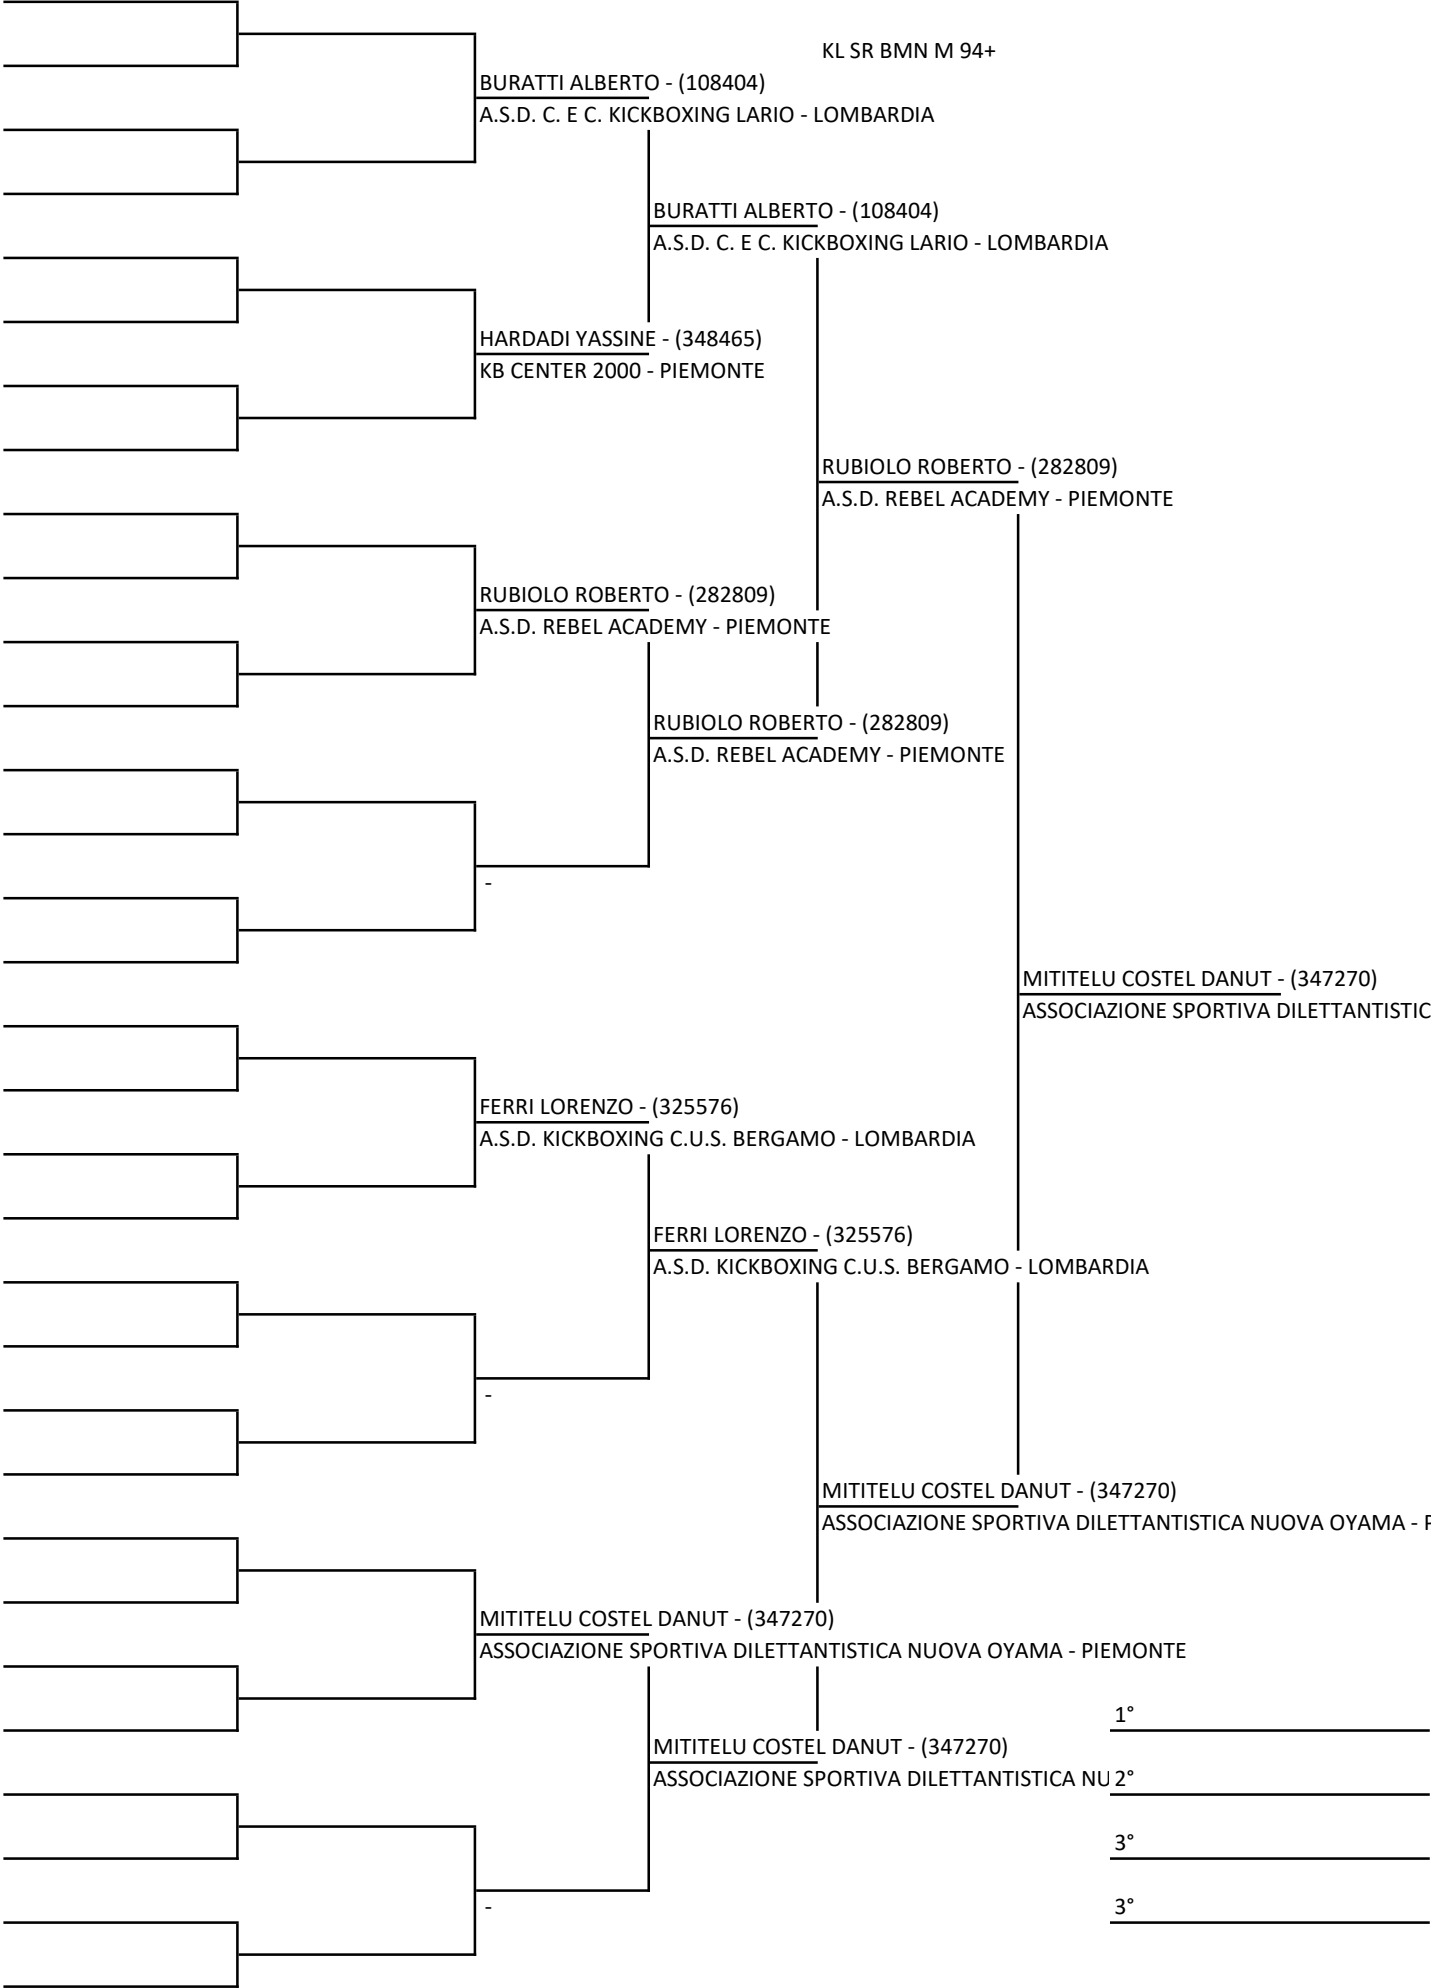 KL SR BMN M 94+
BURATTI ALBERTO - (108404)
A.S.D. C. E C. KICKBOXING LARIO - LOMBARDIA
BURATTI ALBERTO - (108404)
A.S.D. C. E C. KICKBOXING LARIO - LOMBARDIA
HARDADI YASSINE - (348465)
KB CENTER 2000 - PIEMONTE
RUBIOLO ROBERTO - (282809)
A.S.D. REBEL ACADEMY - PIEMONTE
RUBIOLO ROBERTO - (282809)
A.S.D. REBEL ACADEMY - PIEMONTE
RUBIOLO ROBERTO - (282809)
A.S.D. REBEL ACADEMY - PIEMONTE
-
MITITELU COSTEL DANUT - (347270)
ASSOCIAZIONE SPORTIVA DILETTANTISTIC
FERRI LORENZO - (325576)
A.S.D. KICKBOXING C.U.S. BERGAMO - LOMBARDIA
FERRI LORENZO - (325576)
A.S.D. KICKBOXING C.U.S. BERGAMO - LOMBARDIA
-
MITITELU COSTEL DANUT - (347270)
ASSOCIAZIONE SPORTIVA DILETTANTISTICA NUOVA OYAMA - P
MITITELU COSTEL DANUT - (347270)
ASSOCIAZIONE SPORTIVA DILETTANTISTICA NUOVA OYAMA - PIEMONTE
1°
MITITELU COSTEL DANUT - (347270)
ASSOCIAZIONE SPORTIVA DILETTANTISTICA NU
2°
3°
-
3°